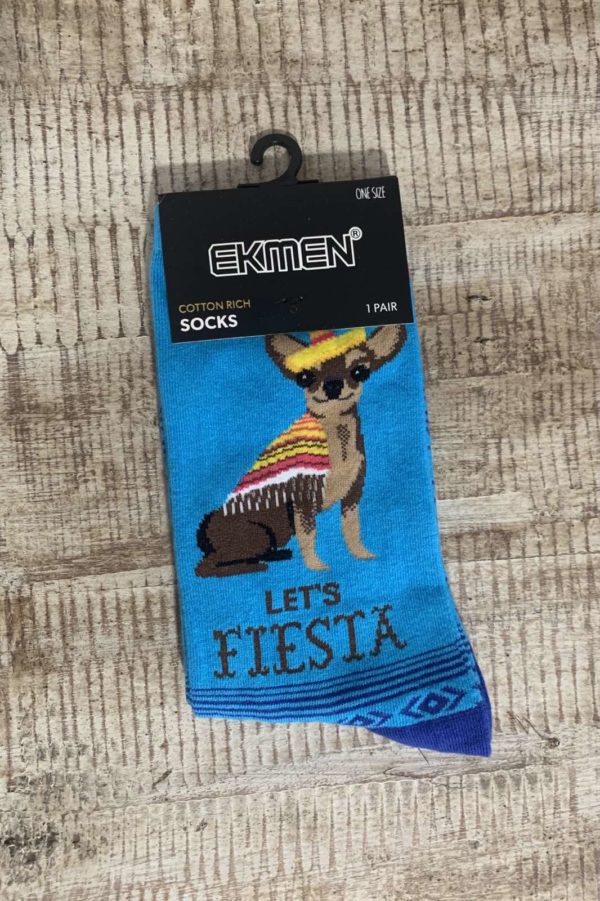 ONE SIZE
EKMEN®
COTTON RICH
SOCKS
1 PAIR
LET'S
FIESTA